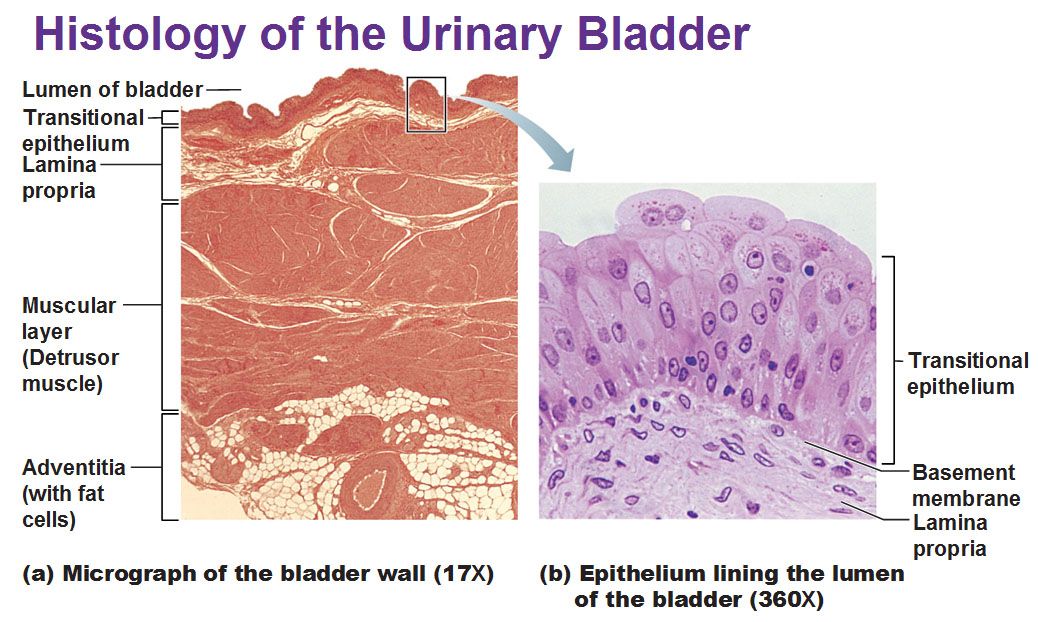 Histology of the Urinary Bladder
Lumen of bladder
Transitional
epithelium
Lamina
propria
Muscular
layer
(Detrusor
muscle)
Adventitia
(with fat
cells)
Transitional
epithelium
Basement
membrane
Lamina
propria
(a) Micrograph of the bladder wall (17X)
(b) Epithelium lining the lumen
of the bladder (360X)